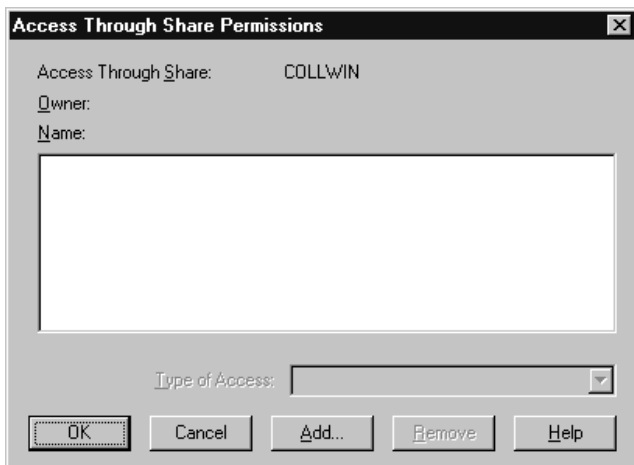 Access Through Share Permissions
Access Through Share: COLLWIN
Owner:
Name:
Type of Access:
OK Cancel Add... Remove Help